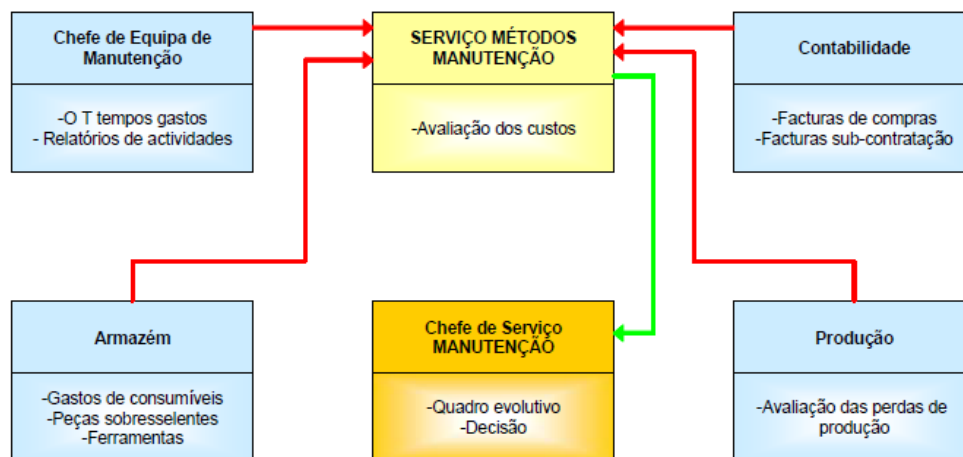 Chefe de Equipa de
Manutenção
-O T tempos gastos
- Relatórios de actividades
SERVIÇO MÉTODOS
MANUTENÇÃO
-Avaliação dos custos
Contabilidade
-Facturas de compras
-Facturas sub-contratação
Armazém
-Gastos de consumíveis
-Peças sobresselentes
-Ferramentas
Chefe de Serviço
MANUTENÇÃO
-Quadro evolutivo
-Decisão
Produção
-Avaliação das perdas de
produção